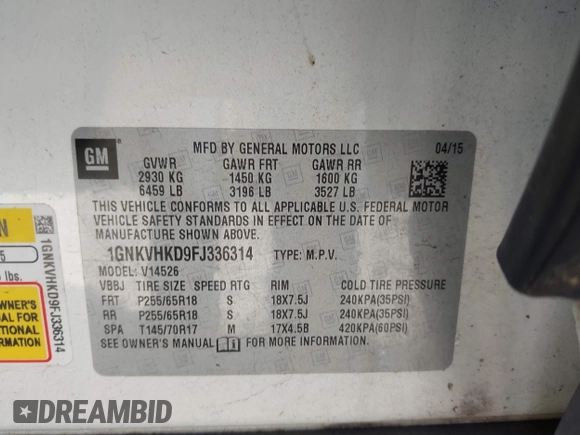 GM
MFD BY GENERAL MOTORS LLC 04/15
GVWR GAWR FRT GAWR RR
2930 KG 1450 KG 1600 KG
6459 LB 3196 LB 3527 LB
THIS VEHICLE CONFORMS TO ALL APPLICABLE U.S. FEDERAL MOTOR
VEHICLE SAFETY STANDARDS IN EFFECT ON THE DATE OF
MANUFACTURE SHOWN ABOVE.
1GNKVHKD9FJ336314 TYPE: M.P.V.
MODEL: V14526
VBBJ TIRE SIZE SPEED RTG RIM COLD TIRE PRESSURE
FRT P255/65R18 S 18X7.5J 240KPA(35PSI)
RR P255/65R18 S 18X7.5J 240KPA(35PSI)
SPA T145/70R17 M 17X4.5B 420KPA(60PSI)
SEE OWNER'S MANUAL FOR MORE INFORMATION.
N
5
lbs.
OWNER'S
UAL FOR
TIONAL
RMATION
1GNKVHKD9FJ336314
DREAMBID